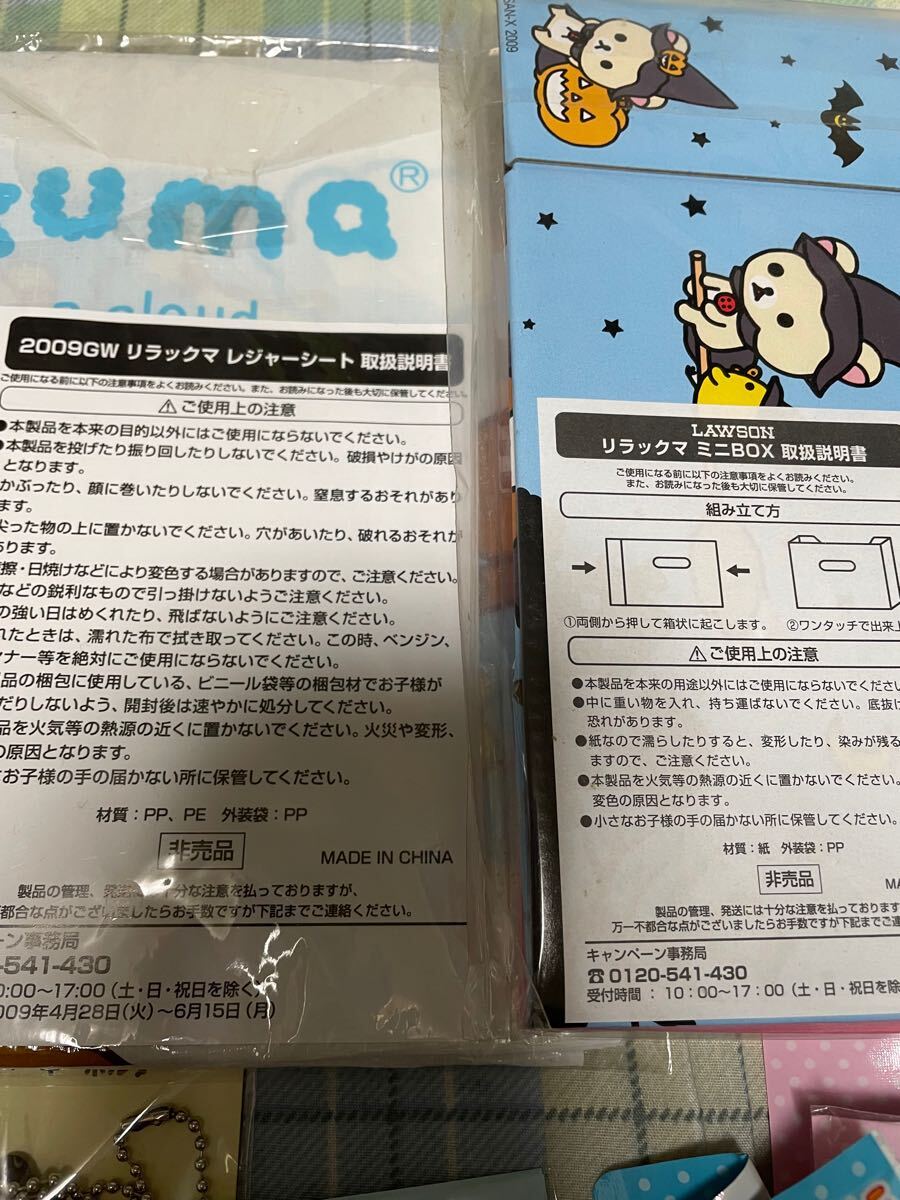 kuma®
a cloud
2009GW リラックマ レジャーシート 取扱説明書
ご使用になる前に以下の注意事項をよくお読みください。また、お読みになった後も大切に保管してください。
⚠ご使用上の注意
●本製品を本来の目的以外にはご使用にならないでください。
●本製品を投げたり振り回したりしないでください。破損やけがの原因
となります。
かぶったり、顔に巻いたりしないでください。窒息するおそれがあり
ます。
尖った物の上に置かないでください。穴があいたり、破れるおそれが
あります。
擦・日焼けなどにより変色する場合がありますので、ご注意ください。
などの鋭利なもので引っ掛けないようご注意ください。
の強い日はめくれたり、飛ばないようにご注意ください。
れたときは、濡れた布で拭き取ってください。この時、ベンジン、
ンナー等を絶対にご使用にならないでください。
品の梱包に使用している、ビニール袋等の梱包材でお子様が
だりしないよう、開封後は速やかに処分してください。
品を火気等の熱源の近くに置かないでください。火災や変形、
の原因となります。
なお子様の手の届かない所に保管してください。
材質：PP、PE 外装袋：PP
非売品
MADE IN CHINA
製品の管理、発送には十分な注意を払っておりますが、
不都合な点がございましたらお手数ですが下記までご連絡ください。
ーン事務局
-541-430
0:00〜17:00（土・日・祝日を除く）
009年4月28日（火）〜6月15日（月）
SAN-X 2009
LAWSON
リラックマ ミニBOX 取扱説明書
ご使用になる前に以下の注意事項をよくお読みください。
また、お読みになった後も大切に保管してください。
組み立て方
①両側から押して箱状に起こします。
②ワンタッチで出来上
⚠ご使用上の注意
●本製品を本来の用途以外にはご使用にならないでくださ
●中に重い物を入れ、持ち運ばないでください。底抜け
恐れがあります。
●紙なので濡らしたりすると、変形したり、染みが残る
ますので、ご注意ください。
●本製品を火気等の熱源の近くに置かないでください。
変色の原因となります。
●小さなお子様の手の届かない所に保管してください。
材質：紙 外装袋：PP
非売品
MA
製品の管理、発送には十分な注意を払っております
万一不都合な点がございましたらお手数ですが下記までご連
キャンペーン事務局
☎0120-541-430
受付時間：10：00〜17：00（土・日・祝日を除